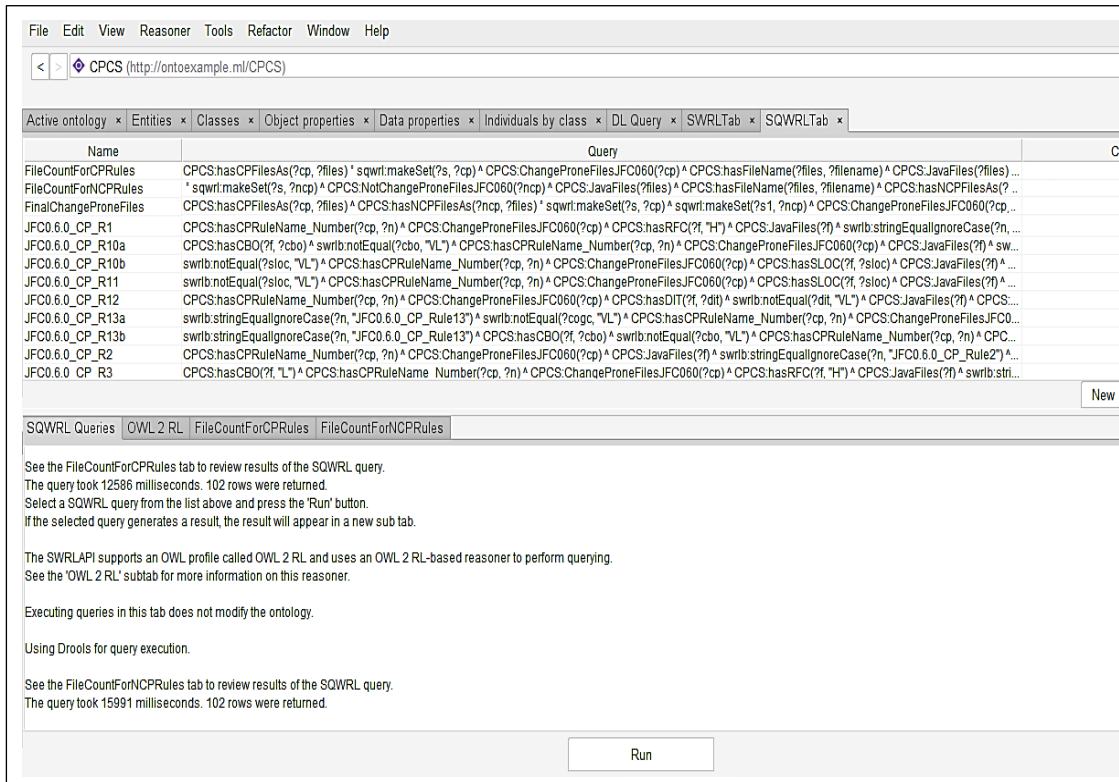 File Edit View Reasoner Tools Refactor Window Help
< > CPCS (http://ontoexample.ml/CPCS)
Active ontology × Entities × Classes × Object properties × Data properties × Individuals by class × DL Query × SWRLTab × SQWRLTab ×
Name Query C
FileCountForCPRules CPCS:hasCPFilesAs(?cp, ?files) ˚ sqwrl:makeSet(?s, ?cp) ^ CPCS:ChangeProneFilesJFC060(?cp) ^ CPCS:hasFileName(?files, ?filename) ^ CPCS:JavaFiles(?files) ...
FileCountForNCPRules ˚ sqwrl:makeSet(?s, ?ncp) ^ CPCS:NotChangeProneFilesJFC060(?ncp) ^ CPCS:JavaFiles(?files) ^ CPCS:hasFileName(?files, ?filename) ^ CPCS:hasNCPFilesAs(? ..
FinalChangeProneFiles CPCS:hasCPFilesAs(?cp, ?files) ^ CPCS:hasNCPFilesAs(?ncp, ?files) ˚ sqwrl:makeSet(?s, ?cp) ^ sqwrl:makeSet(?s1, ?ncp) ^ CPCS:ChangeProneFilesJFC060(?cp, ..
JFC0.6.0_CP_R1 CPCS:hasCPRuleName_Number(?cp, ?n) ^ CPCS:ChangeProneFilesJFC060(?cp) ^ CPCS:hasRFC(?f, "H") ^ CPCS:JavaFiles(?f) ^ swrlb:stringEqualIgnoreCase(?n, ...
JFC0.6.0_CP_R10a CPCS:hasCBO(?f, ?cbo) ^ swrlb:notEqual(?cbo, "VL") ^ CPCS:hasCPRuleName_Number(?cp, ?n) ^ CPCS:ChangeProneFilesJFC060(?cp) ^ CPCS:JavaFiles(?f) ^ sw...
JFC0.6.0_CP_R10b swrlb:notEqual(?sloc, "VL") ^ CPCS:hasCPRuleName_Number(?cp, ?n) ^ CPCS:ChangeProneFilesJFC060(?cp) ^ CPCS:hasSLOC(?f, ?sloc) ^ CPCS:JavaFiles(?f) ^ ...
JFC0.6.0_CP_R11 swrlb:notEqual(?sloc, "VL") ^ CPCS:hasCPRuleName_Number(?cp, ?n) ^ CPCS:ChangeProneFilesJFC060(?cp) ^ CPCS:hasSLOC(?f, ?sloc) ^ CPCS:JavaFiles(?f) ^ ...
JFC0.6.0_CP_R12 CPCS:hasCPRuleName_Number(?cp, ?n) ^ CPCS:ChangeProneFilesJFC060(?cp) ^ CPCS:hasDIT(?f, ?dit) ^ swrlb:notEqual(?dit, "VL") ^ CPCS:JavaFiles(?f) ^ CPCS:...
JFC0.6.0_CP_R13a swrlb:stringEqualIgnoreCase(?n, "JFC0.6.0_CP_Rule13") ^ swrlb:notEqual(?cogc, "VL") ^ CPCS:hasCPRuleName_Number(?cp, ?n) ^ CPCS:ChangeProneFilesJFC0...
JFC0.6.0_CP_R13b swrlb:stringEqualIgnoreCase(?n, "JFC0.6.0_CP_Rule13") ^ CPCS:hasCBO(?f, ?cbo) ^ swrlb:notEqual(?cbo, "VL") ^ CPCS:hasCPRuleName_Number(?cp, ?n) ^ CPC...
JFC0.6.0_CP_R2 CPCS:hasCPRuleName_Number(?cp, ?n) ^ CPCS:ChangeProneFilesJFC060(?cp) ^ CPCS:JavaFiles(?f) ^ swrlb:stringEqualIgnoreCase(?n, "JFC0.6.0_CP_Rule2") ^...
JFC0.6.0_CP_R3 CPCS:hasCBO(?f, "L") ^ CPCS:hasCPRuleName_Number(?cp, ?n) ^ CPCS:ChangeProneFilesJFC060(?cp) ^ CPCS:hasRFC(?f, "H") ^ CPCS:JavaFiles(?f) ^ swrlb:stri...
New
SQWRL Queries OWL 2 RL FileCountForCPRules FileCountForNCPRules
See the FileCountForCPRules tab to review results of the SQWRL query.
The query took 12586 milliseconds. 102 rows were returned.
Select a SQWRL query from the list above and press the 'Run' button.
If the selected query generates a result, the result will appear in a new sub tab.
The SWRLAPI supports an OWL profile called OWL 2 RL and uses an OWL 2 RL-based reasoner to perform querying.
See the 'OWL 2 RL' subtab for more information on this reasoner.
Executing queries in this tab does not modify the ontology.
Using Drools for query execution.
See the FileCountForNCPRules tab to review results of the SQWRL query.
The query took 15991 milliseconds. 102 rows were returned.
Run